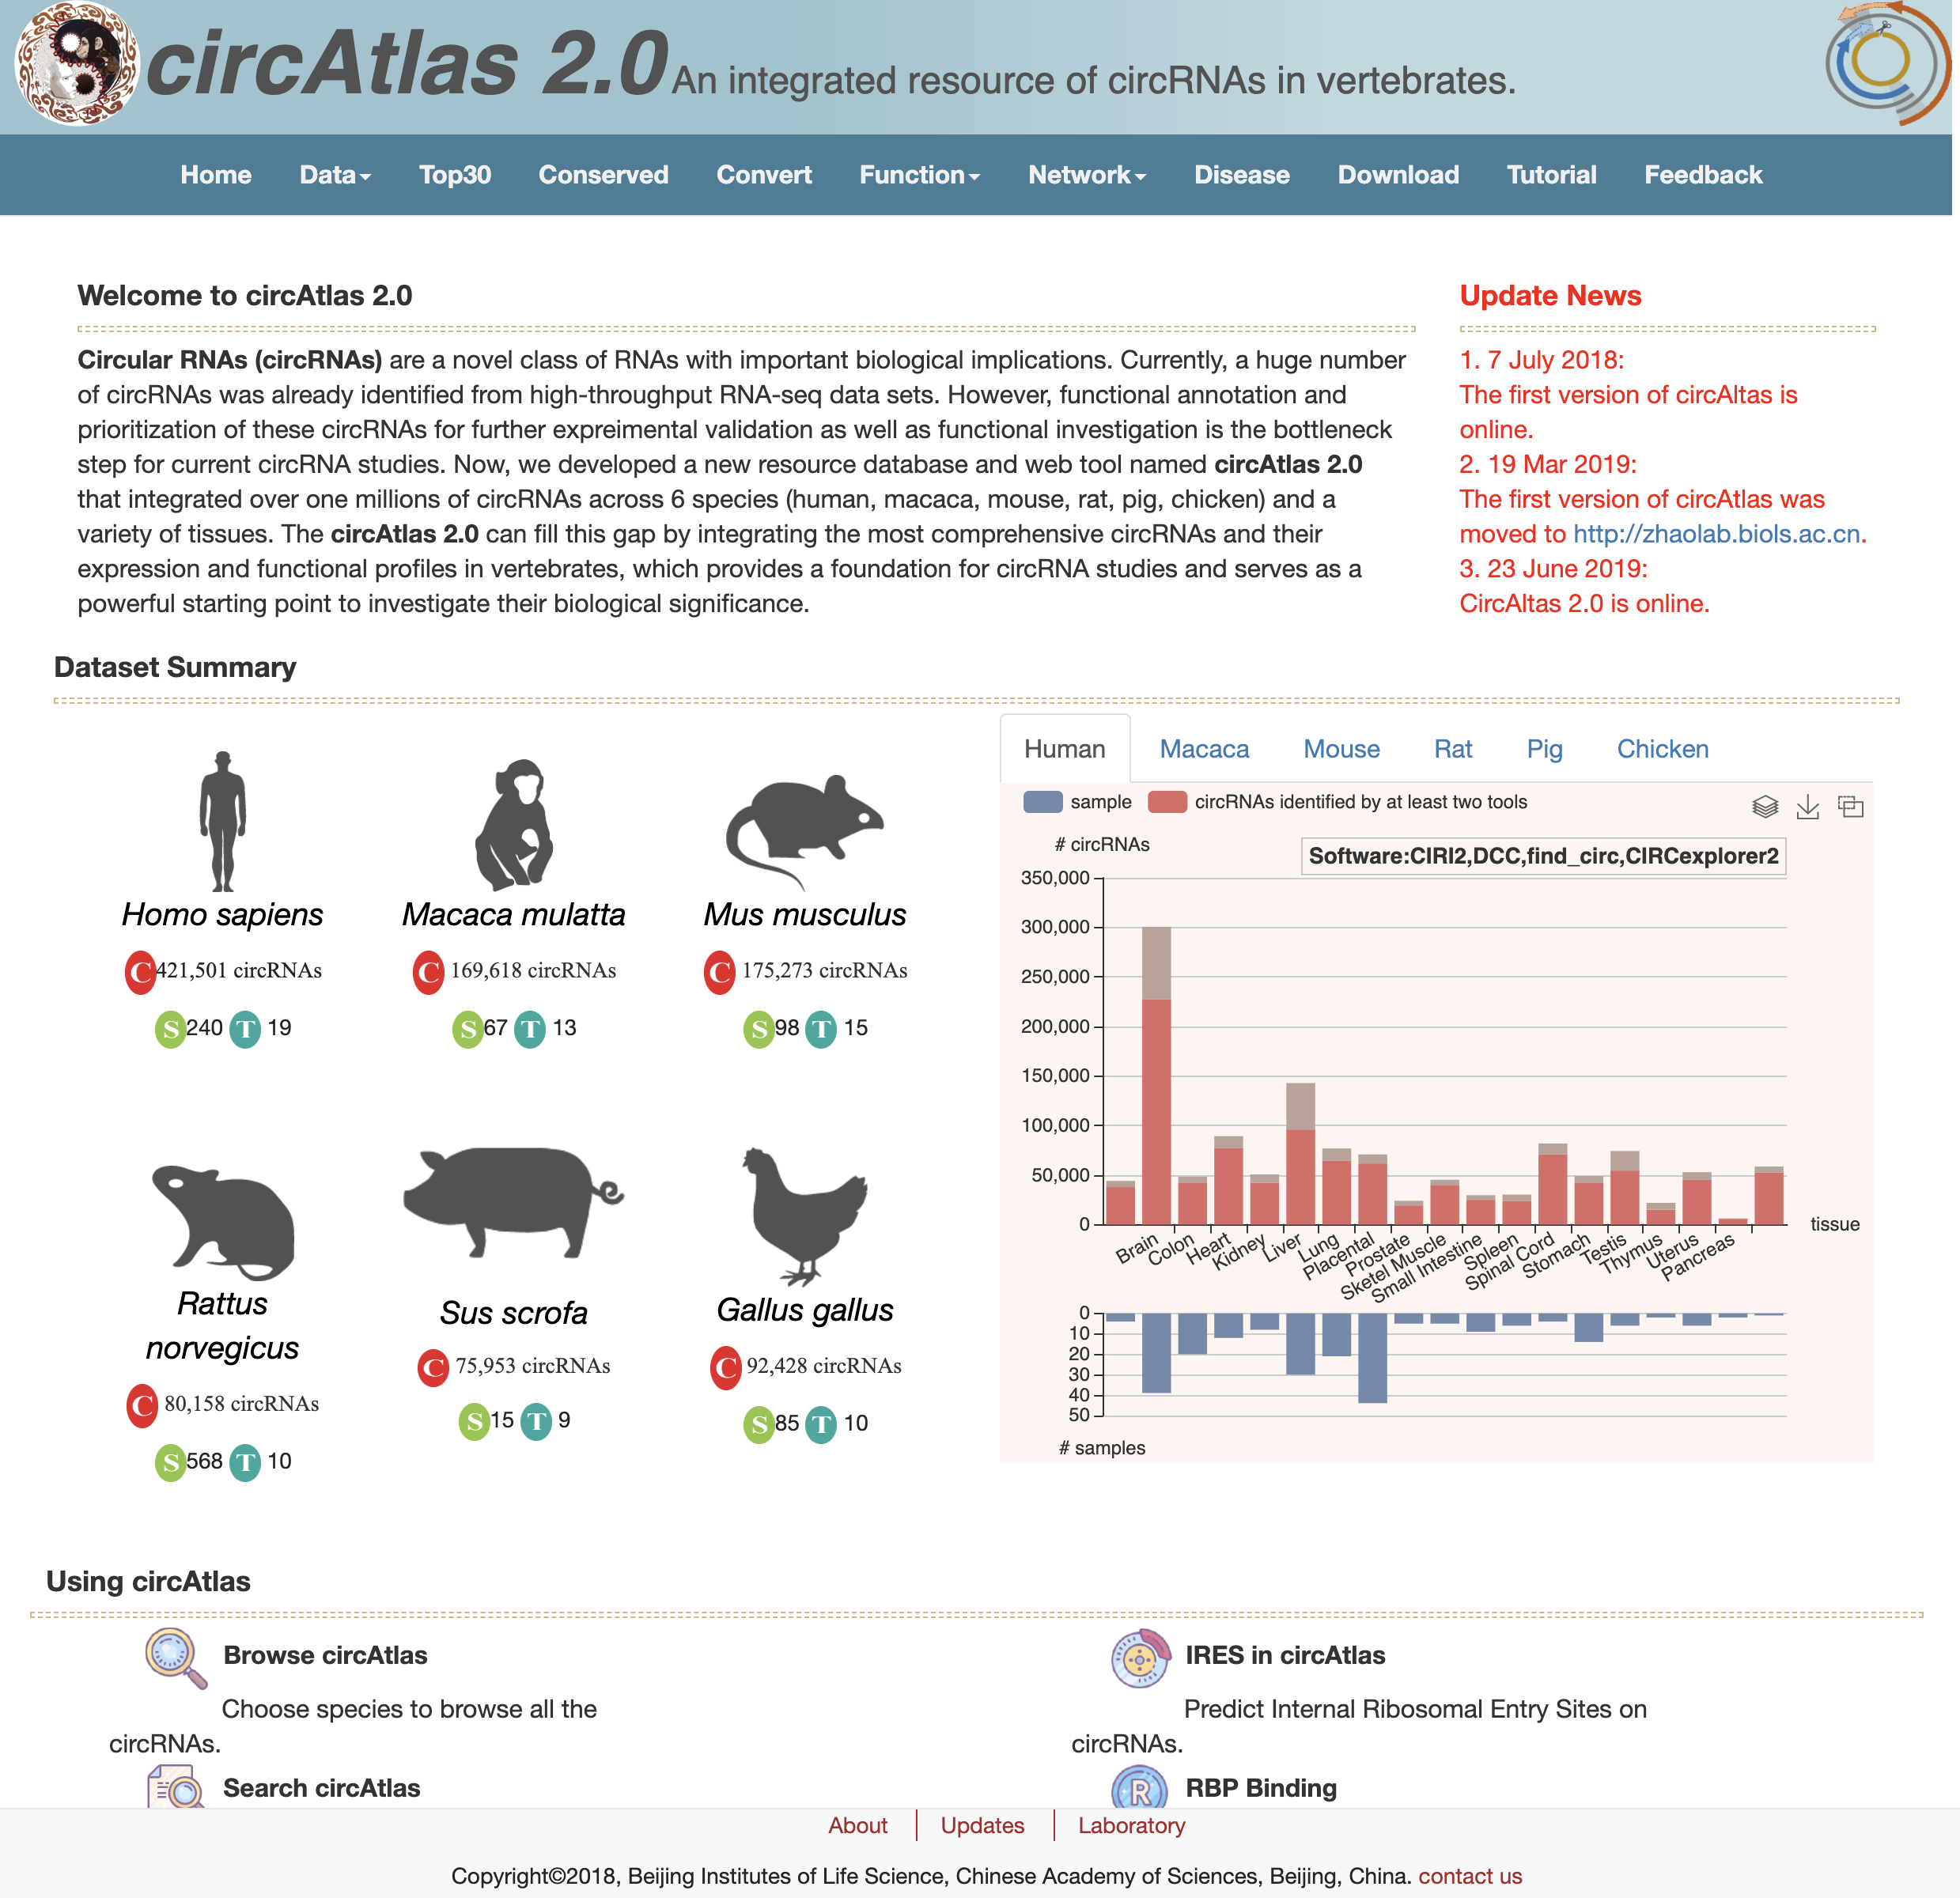 circAtlas 2.0 An integrated resource of circRNAs in vertebrates.
Home Data Top30 Conserved Convert Function Network Disease Download Tutorial Feedback
Welcome to circAtlas 2.0
Circular RNAs (circRNAs) are a novel class of RNAs with important biological implications. Currently, a huge number
of circRNAs was already identified from high-throughput RNA-seq data sets. However, functional annotation and
prioritization of these circRNAs for further expreimental validation as well as functional investigation is the bottleneck
step for current circRNA studies. Now, we developed a new resource database and web tool named circAtlas 2.0
that integrated over one millions of circRNAs across 6 species (human, macaca, mouse, rat, pig, chicken) and a
variety of tissues. The circAtlas 2.0 can fill this gap by integrating the most comprehensive circRNAs and their
expression and functional profiles in vertebrates, which provides a foundation for circRNA studies and serves as a
powerful starting point to investigate their biological significance.
Update News
1. 7 July 2018:
The first version of circAltas is
online.
2. 19 Mar 2019:
The first version of circAtlas was
moved to http://zhaolab.biols.ac.cn.
3. 23 June 2019:
CircAltas 2.0 is online.
Dataset Summary
Homo sapiens
C 421,501 circRNAs
S 240 T 19
Macaca mulatta
C 169,618 circRNAs
S 67 T 13
Mus musculus
C 175,273 circRNAs
S 98 T 15
Rattus
norvegicus
C 80,158 circRNAs
S 568 T 10
Sus scrofa
C 75,953 circRNAs
S 15 T 9
Gallus gallus
C 92,428 circRNAs
S 85 T 10
Human Macaca Mouse Rat Pig Chicken
sample circRNAs identified by at least two tools
# circRNAs
Software:CIRI2,DCC,find_circ,CIRCexplorer2
350,000
300,000
250,000
200,000
150,000
100,000
50,000
0
tissue
Brain
Colon
Heart
Kidney
Liver
Lung
Placental
Prostate
Sketel Muscle
Small Intestine
Spleen
Spinal Cord
Stomach
Testis
Thymus
Uterus
Pancreas
0
10
20
30
40
50
# samples
Using circAtlas
Browse circAtlas
Choose species to browse all the
circRNAs.
Search circAtlas
IRES in circAtlas
Predict Internal Ribosomal Entry Sites on
circRNAs.
R
RBP Binding
About Updates Laboratory
Copyright©2018, Beijing Institutes of Life Science, Chinese Academy of Sciences, Beijing, China. contact us